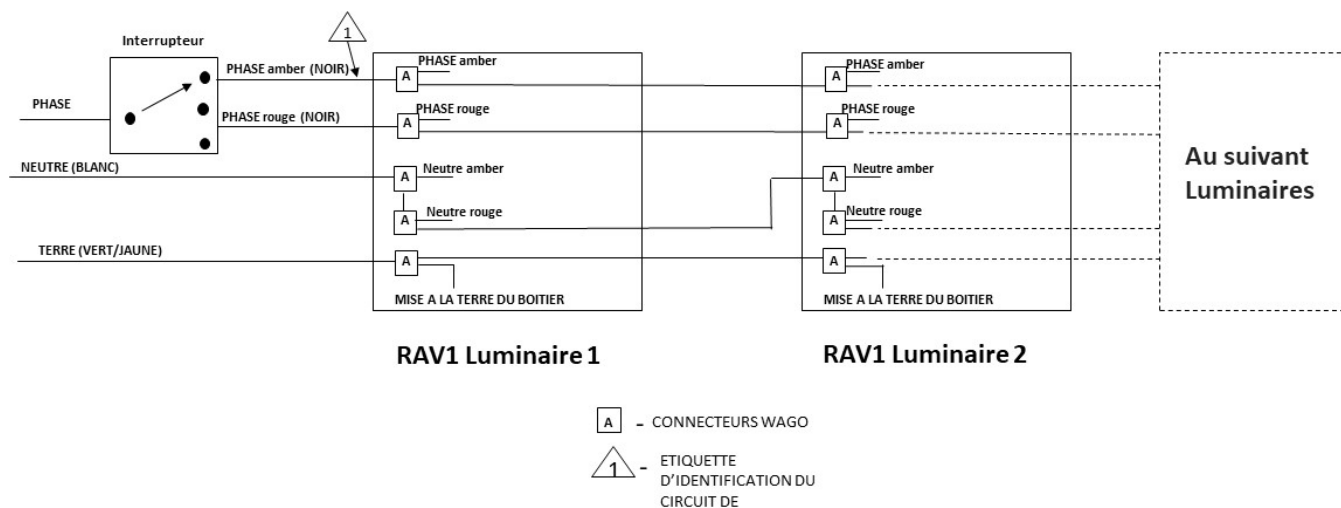 1
Interrupteur
PHASE amber (NOIR)
PHASE amber
PHASE amber
PHASE
A
A
PHASE rouge (NOIR)
PHASE rouge
PHASE rouge
A
A
NEUTRE (BLANC)
Neutre amber
Neutre amber
A
A
Au suivant
Luminaires
Neutre rouge
Neutre rouge
A
A
TERRE (VERT/JAUNE)
A
A
MISE A LA TERRE DU BOITIER
MISE A LA TERRE DU BOITIER
RAV1 Luminaire 1
RAV1 Luminaire 2
A - CONNECTEURS WAGO
1 - ETIQUETTE
D'IDENTIFICATION DU
CIRCUIT DE